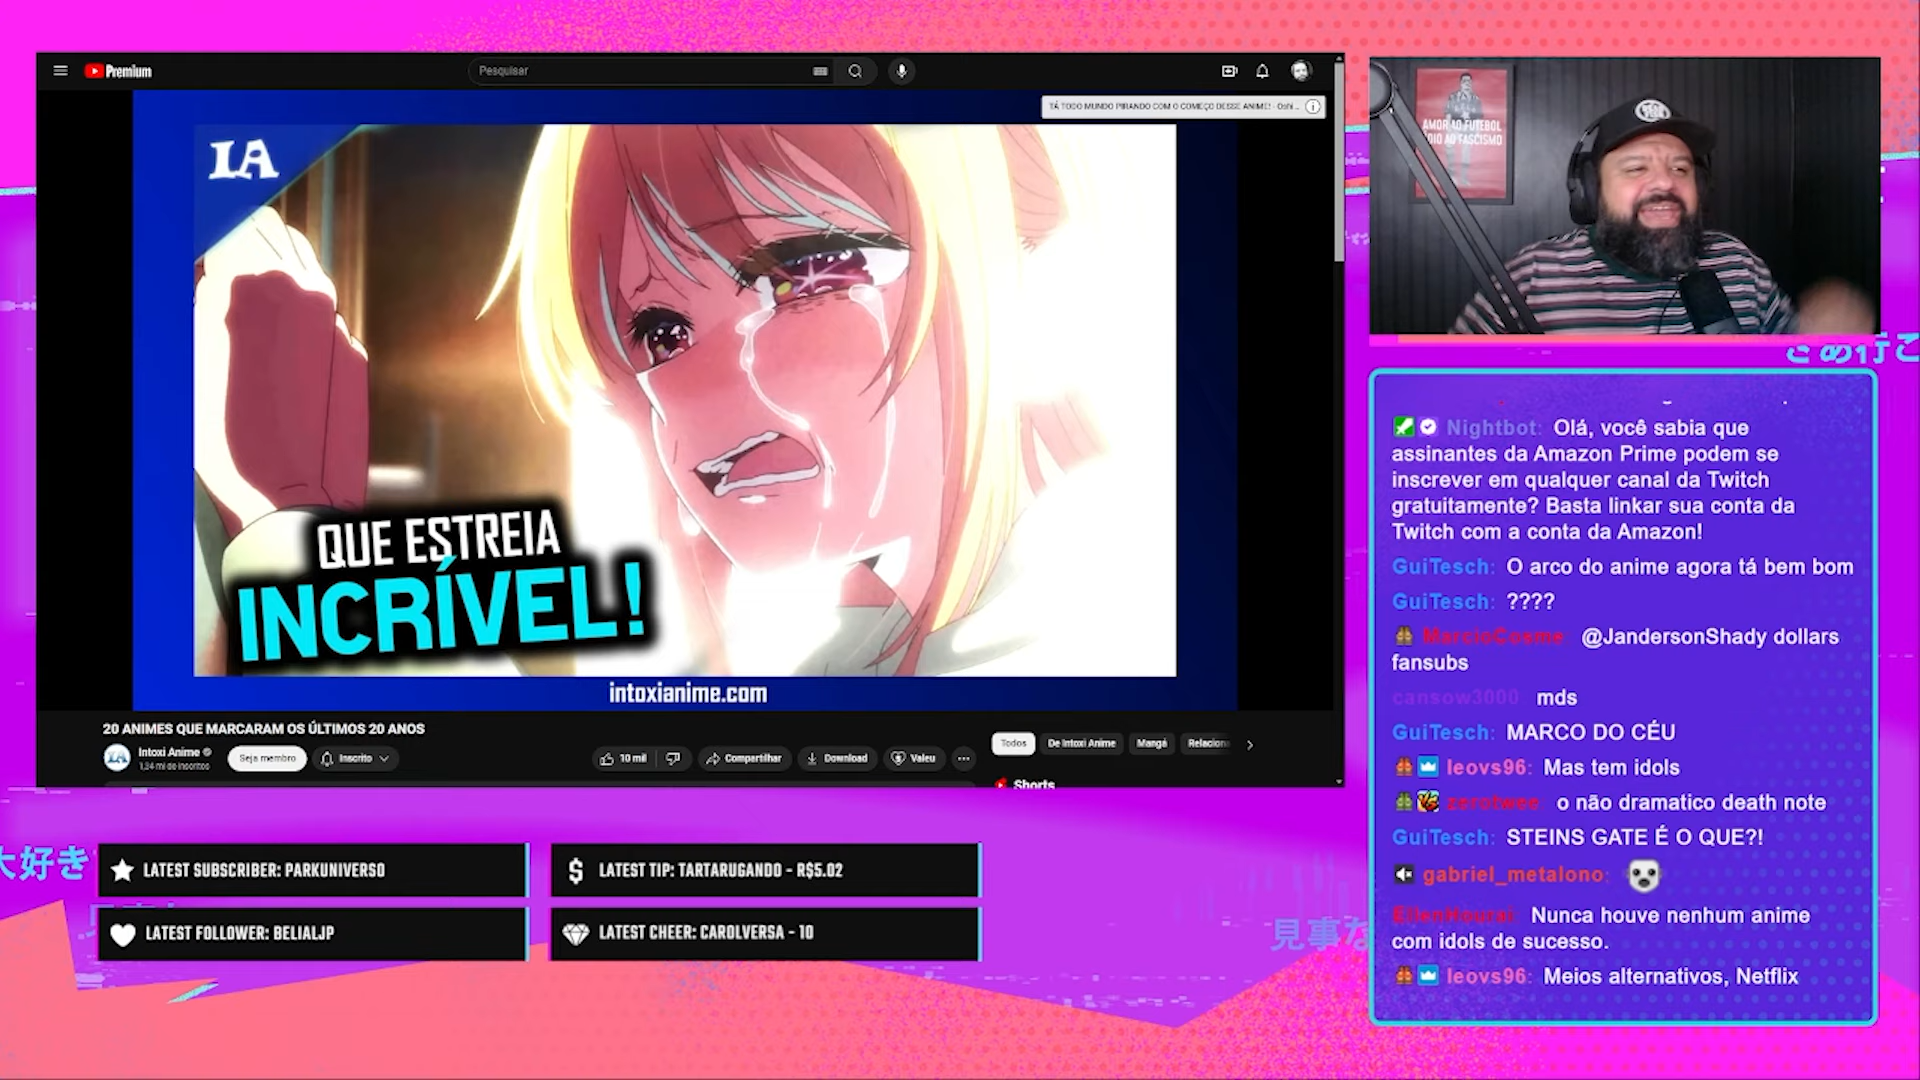 Premium
Pesquisar
TÁ TODO MUNDO PIRANDO COM O COMEÇO DESSE ANIME! - Oshi ...
IA
QUE ESTREIA
INCRÍVEL!
intoxianime.com
20 ANIMES QUE MARCARAM OS ÚLTIMOS 20 ANOS
Intoxi Anime
1,34 mi de inscritos
Seja membro
Inscrito
10 mil
Compartilhar
Download
Valeu
Todos
De Intoxi Anime
Mangá
Relaciona
Shorts
AMOR AO FUTEBOL
ÓDIO AO FASCISMO
大好き
見事な
LATEST SUBSCRIBER: PARKUNIVERSO
LATEST TIP: TARTARUGANDO - R$5.02
LATEST FOLLOWER: BELIALJP
LATEST CHEER: CAROLVERSA - 10
Nightbot: Olá, você sabia que
assinantes da Amazon Prime podem se
inscrever em qualquer canal da Twitch
gratuitamente? Basta linkar sua conta da
Twitch com a conta da Amazon!
GuiTesch: O arco do anime agora tá bem bom
GuiTesch: ????
MarcioCosme @JandersonShady dollars
fansubs
cansow3000 mds
GuiTesch: MARCO DO CÉU
leovs96: Mas tem idols
zerotwee o não dramatico death note
GuiTesch: STEINS GATE É O QUE?!
gabriel_metalono:
EllenMourai: Nunca houve nenhum anime
com idols de sucesso.
leovs96: Meios alternativos, Netflix